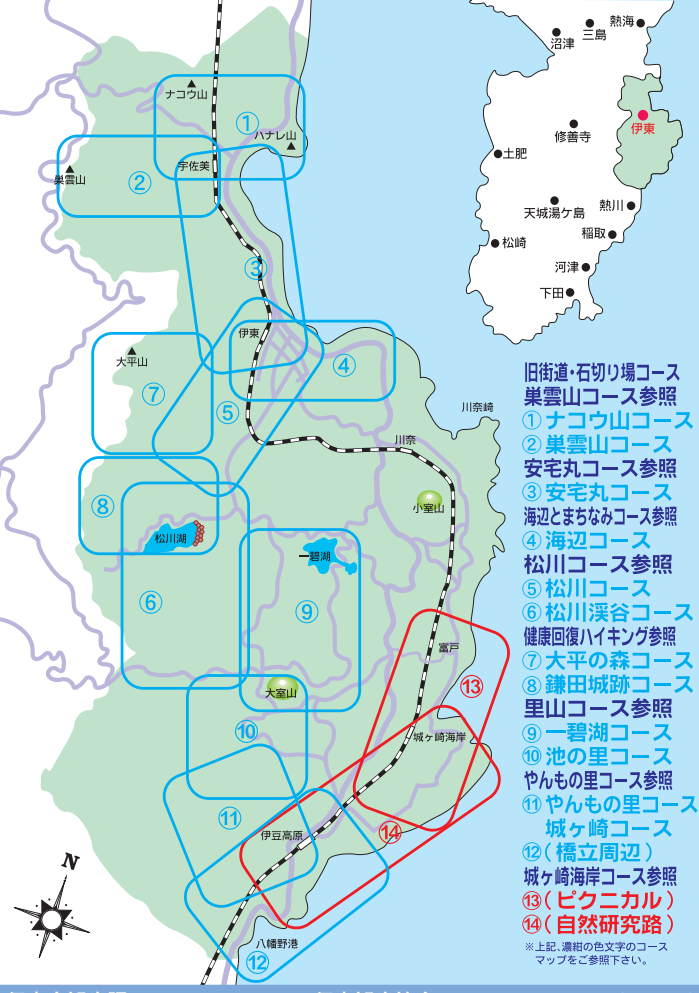 熱海
三島
沼津
伊東
修善寺
土肥
天城湯ケ島
熱川
稲取
松崎
河津
下田
ナコウ山
①
ハナレ山
宇佐美
巣雲山
②
③
伊東
大平山
④
⑦
⑤
川奈崎
川奈
⑧
小室山
松川湖
一碧湖
⑥
⑨
富戸
⑬
大室山
⑩
城ヶ崎海岸
⑪
伊豆高原
⑭
N
八幡野港
⑫
旧街道・石切り場コース
巣雲山コース参照
①ナコウ山コース
②巣雲山コース
安宅丸コース参照
③安宅丸コース
海辺とまちなみコース参照
④海辺コース
松川コース参照
⑤松川コース
⑥松川渓谷コース
健康回復ハイキング参照
⑦大平の森コース
⑧鎌田城跡コース
里山コース参照
⑨一碧湖コース
⑩池の里コース
やんもの里コース参照
⑪やんもの里コース
城ヶ崎コース
⑫(橋立周辺)
城ヶ崎海岸コース参照
⑬(ピクニカル)
⑭(自然研究路)
※上記、濃紺の色文字のコース
マップをご参照下さい。